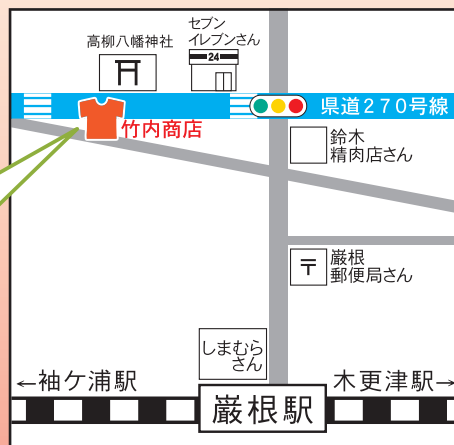 高柳八幡神社
セブン
イレブンさん
24
竹内商店
県道270号線
鈴木
精肉店さん
〒
巌根
郵便局さん
しまむら
さん
←袖ケ浦駅
木更津駅→
巌根駅